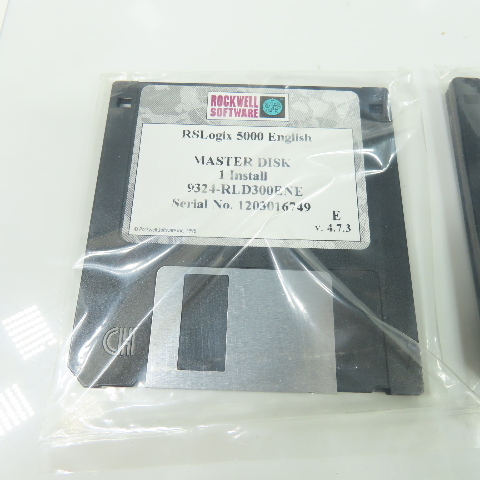 ROCKWELL
SOFTWARE
RSLogix 5000 English
MASTER DISK
1 Install
9324-RLD300ENE
Serial No. 1203016749
E
v. 4.7.3